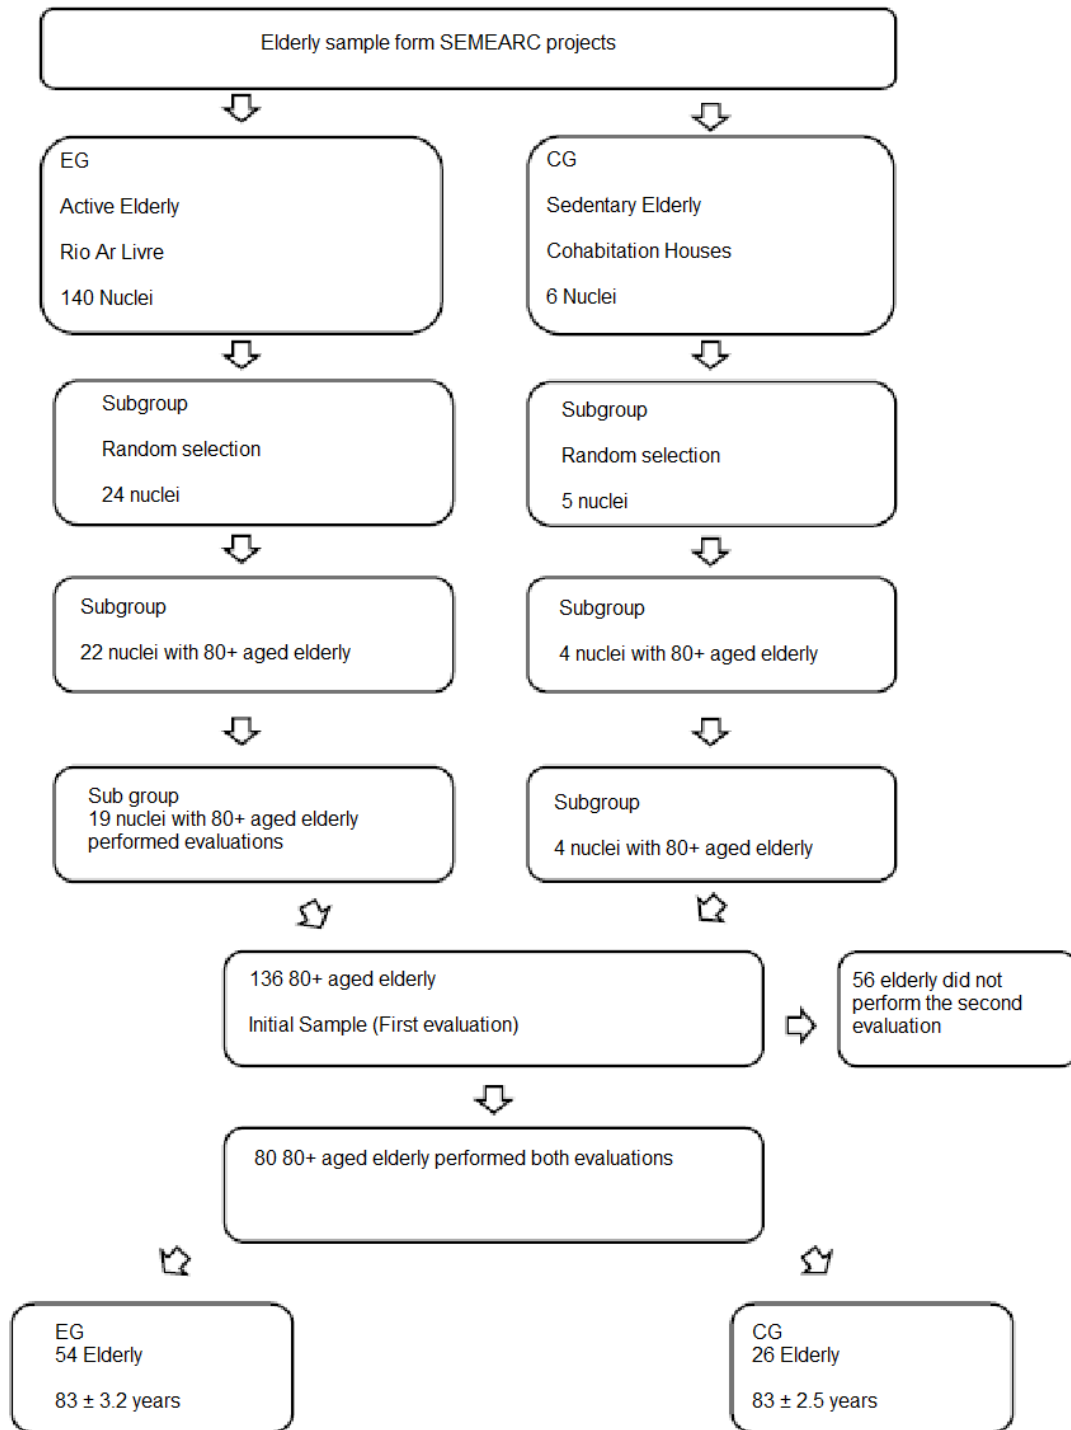 Elderly sample form SEMEARC projects
EG
Active Elderly
Rio Ar Livre
140 Nuclei
CG
Sedentary Elderly
Cohabitation Houses
6 Nuclei
Subgroup
Random selection
24 nuclei
Subgroup
Random selection
5 nuclei
Subgroup
22 nuclei with 80+ aged elderly
Subgroup
4 nuclei with 80+ aged elderly
Sub group
19 nuclei with 80+ aged elderly
performed evaluations
Subgroup
4 nuclei with 80+ aged elderly
136 80+ aged elderly
Initial Sample (First evaluation)
56 elderly did not
perform the second
evaluation
80 80+ aged elderly performed both evaluations
EG
54 Elderly
83 ± 3.2 years
CG
26 Elderly
83 ± 2.5 years